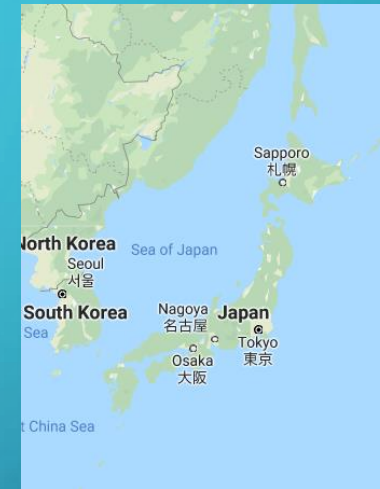 Sapporo
札幌
North Korea
Sea of Japan
Seoul
서울
South Korea
Sea
Nagoya
名古屋
Japan
Tokyo
東京
Osaka
大阪
China Sea